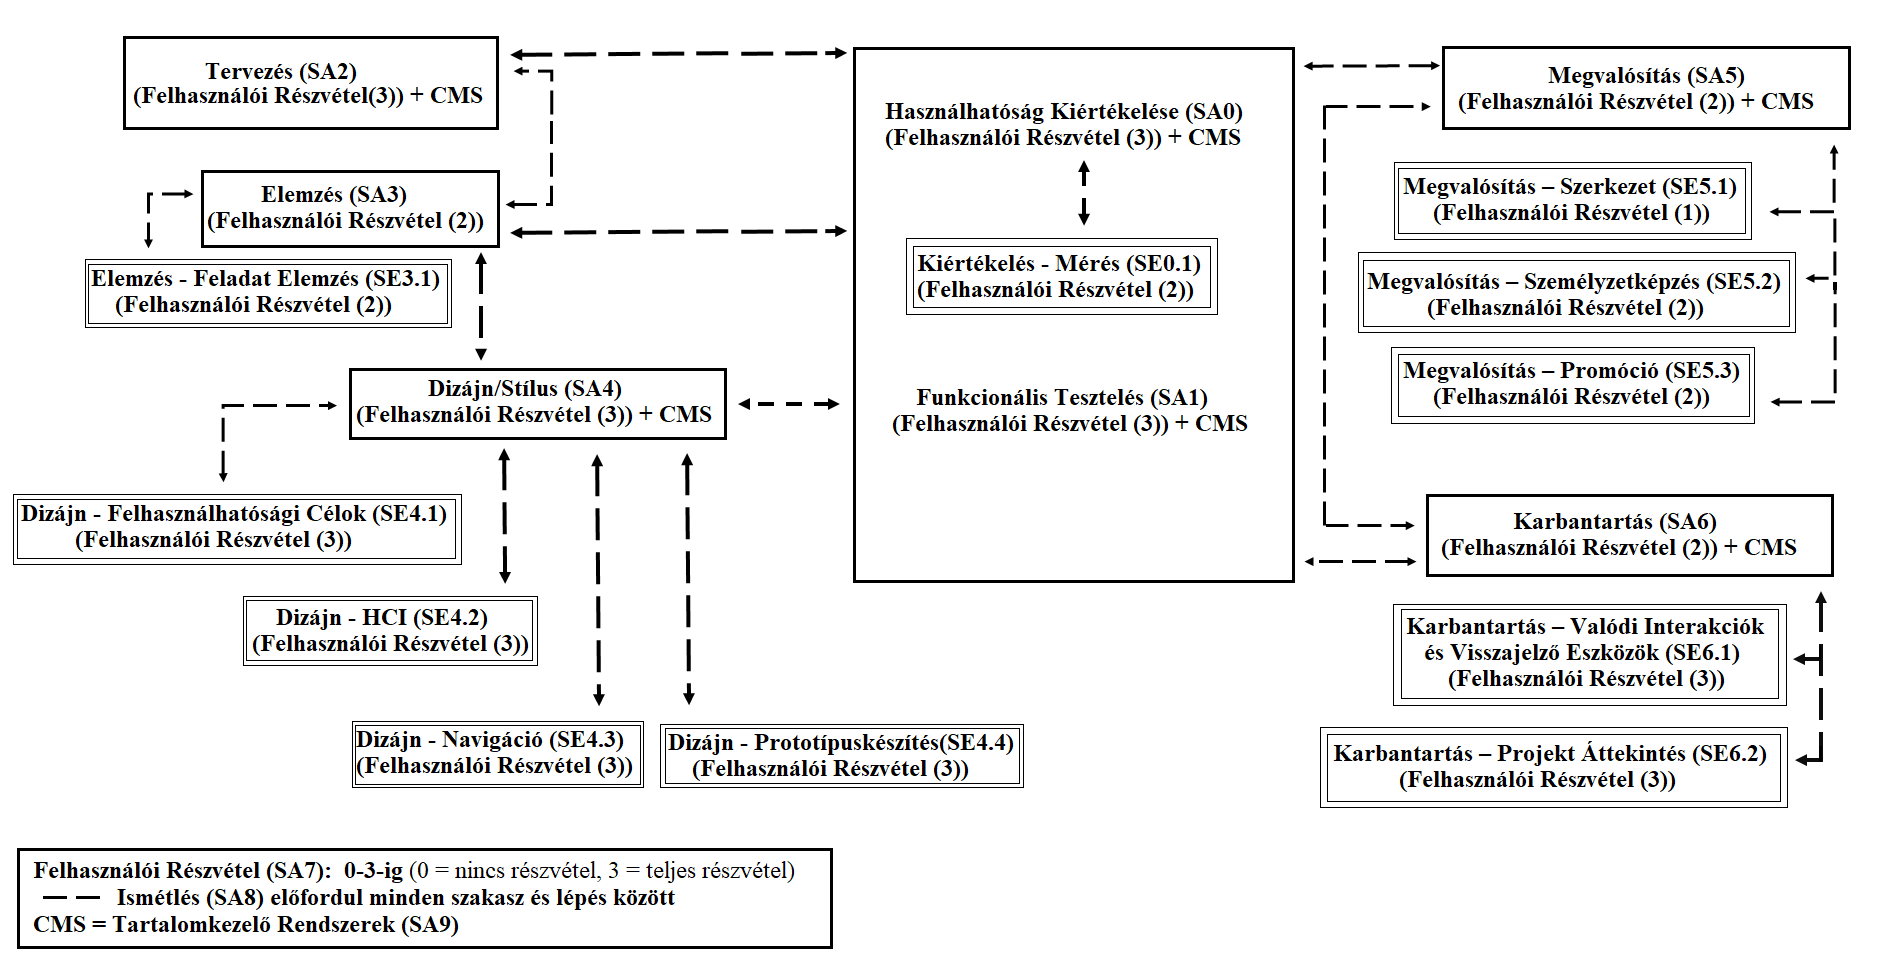 Tervezés (SA2)
(Felhasználói Részvétel(3)) + CMS
Elemzés (SA3)
(Felhasználói Részvétel (2))
Elemzés - Feladat Elemzés (SE3.1)
(Felhasználói Részvétel (2))
Dizájn/Stílus (SA4)
(Felhasználói Részvétel (3)) + CMS
Dizájn - Felhasználhatósági Célok (SE4.1)
(Felhasználói Részvétel (3))
Dizájn - HCI (SE4.2)
(Felhasználói Részvétel (3))
Dizájn - Navigáció (SE4.3)
(Felhasználói Részvétel (3))
Dizájn - Prototípuskészítés(SE4.4)
(Felhasználói Részvétel (3))
Használhatóság Kiértékelése (SA0)
(Felhasználói Részvétel (3)) + CMS
Kiértékelés - Mérés (SE0.1)
(Felhasználói Részvétel (2))
Funkcionális Tesztelés (SA1)
(Felhasználói Részvétel (3)) + CMS
Megvalósítás (SA5)
(Felhasználói Részvétel (2)) + CMS
Megvalósítás – Szerkezet (SE5.1)
(Felhasználói Részvétel (1))
Megvalósítás – Személyzetképzés (SE5.2)
(Felhasználói Részvétel (2))
Megvalósítás – Promóció (SE5.3)
(Felhasználói Részvétel (2))
Karbantartás (SA6)
(Felhasználói Részvétel (2)) + CMS
Karbantartás – Valódi Interakciók
és Visszajelző Eszközök (SE6.1)
(Felhasználói Részvétel (3))
Karbantartás – Projekt Áttekintés (SE6.2)
(Felhasználói Részvétel (3))
Felhasználói Részvétel (SA7): 0-3-ig (0 = nincs részvétel, 3 = teljes részvétel)
Ismétlés (SA8) előfordul minden szakasz és lépés között
CMS = Tartalomkezelő Rendszerek (SA9)